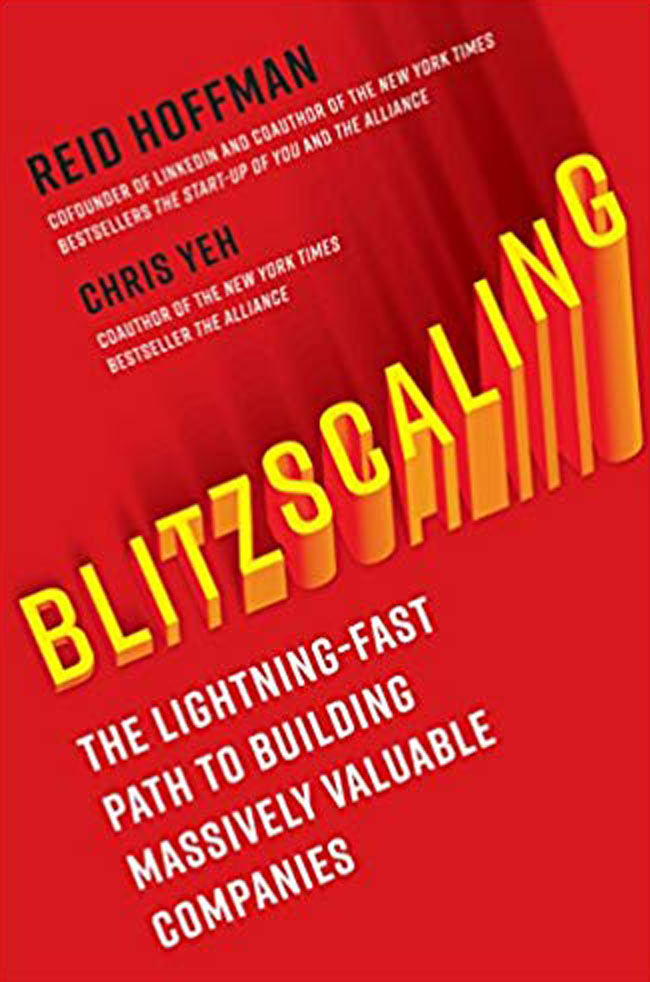 REID HOFFMAN
COFOUNDER OF LINKEDIN AND COAUTHOR OF THE NEW YORK TIMES
BESTSELLERS THE START-UP OF YOU AND THE ALLIANCE
CHRIS YEH
COAUTHOR OF THE NEW YORK TIMES
BESTSELLER THE ALLIANCE
BLITZSCALING
THE LIGHTNING-FAST
PATH TO BUILDING
MASSIVELY VALUABLE
COMPANIES